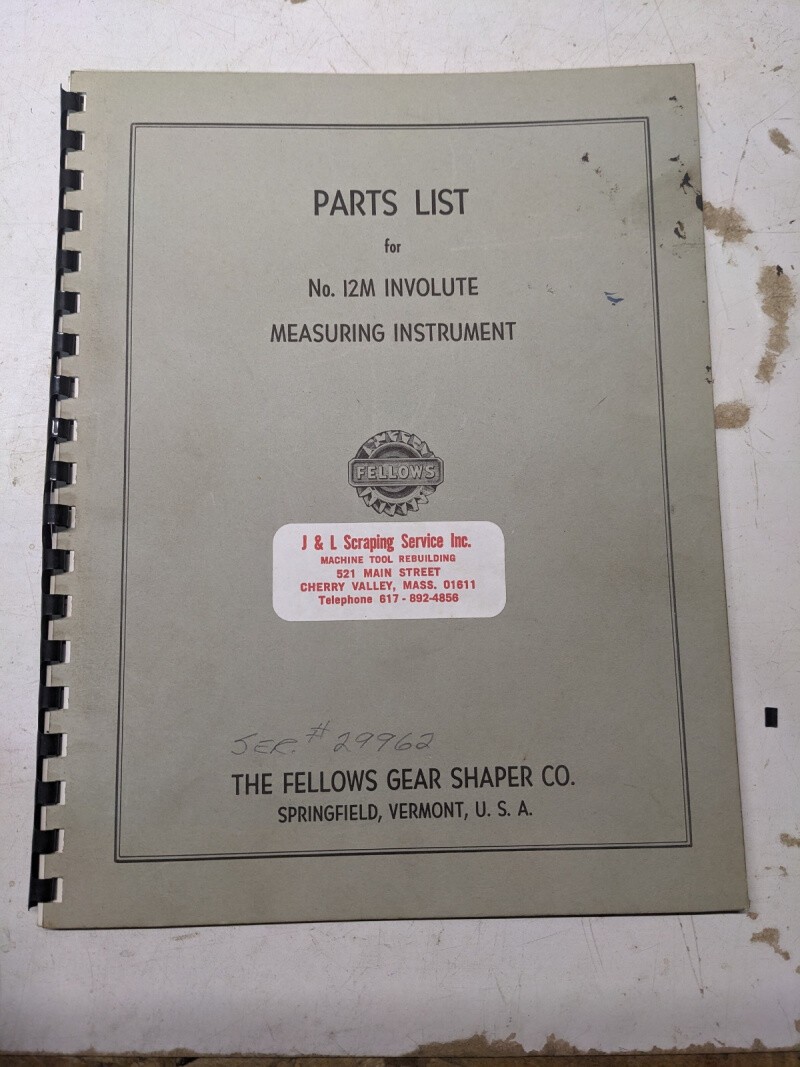 PARTS LIST
for
No. 12M INVOLUTE
MEASURING INSTRUMENT
FELLOWS
J & L Scraping Service Inc.
MACHINE TOOL REBUILDING
521 MAIN STREET
CHERRY VALLEY, MASS. 01611
Telephone 617 - 892-4856
SER. # 29962
THE FELLOWS GEAR SHAPER CO.
SPRINGFIELD, VERMONT, U. S. A.